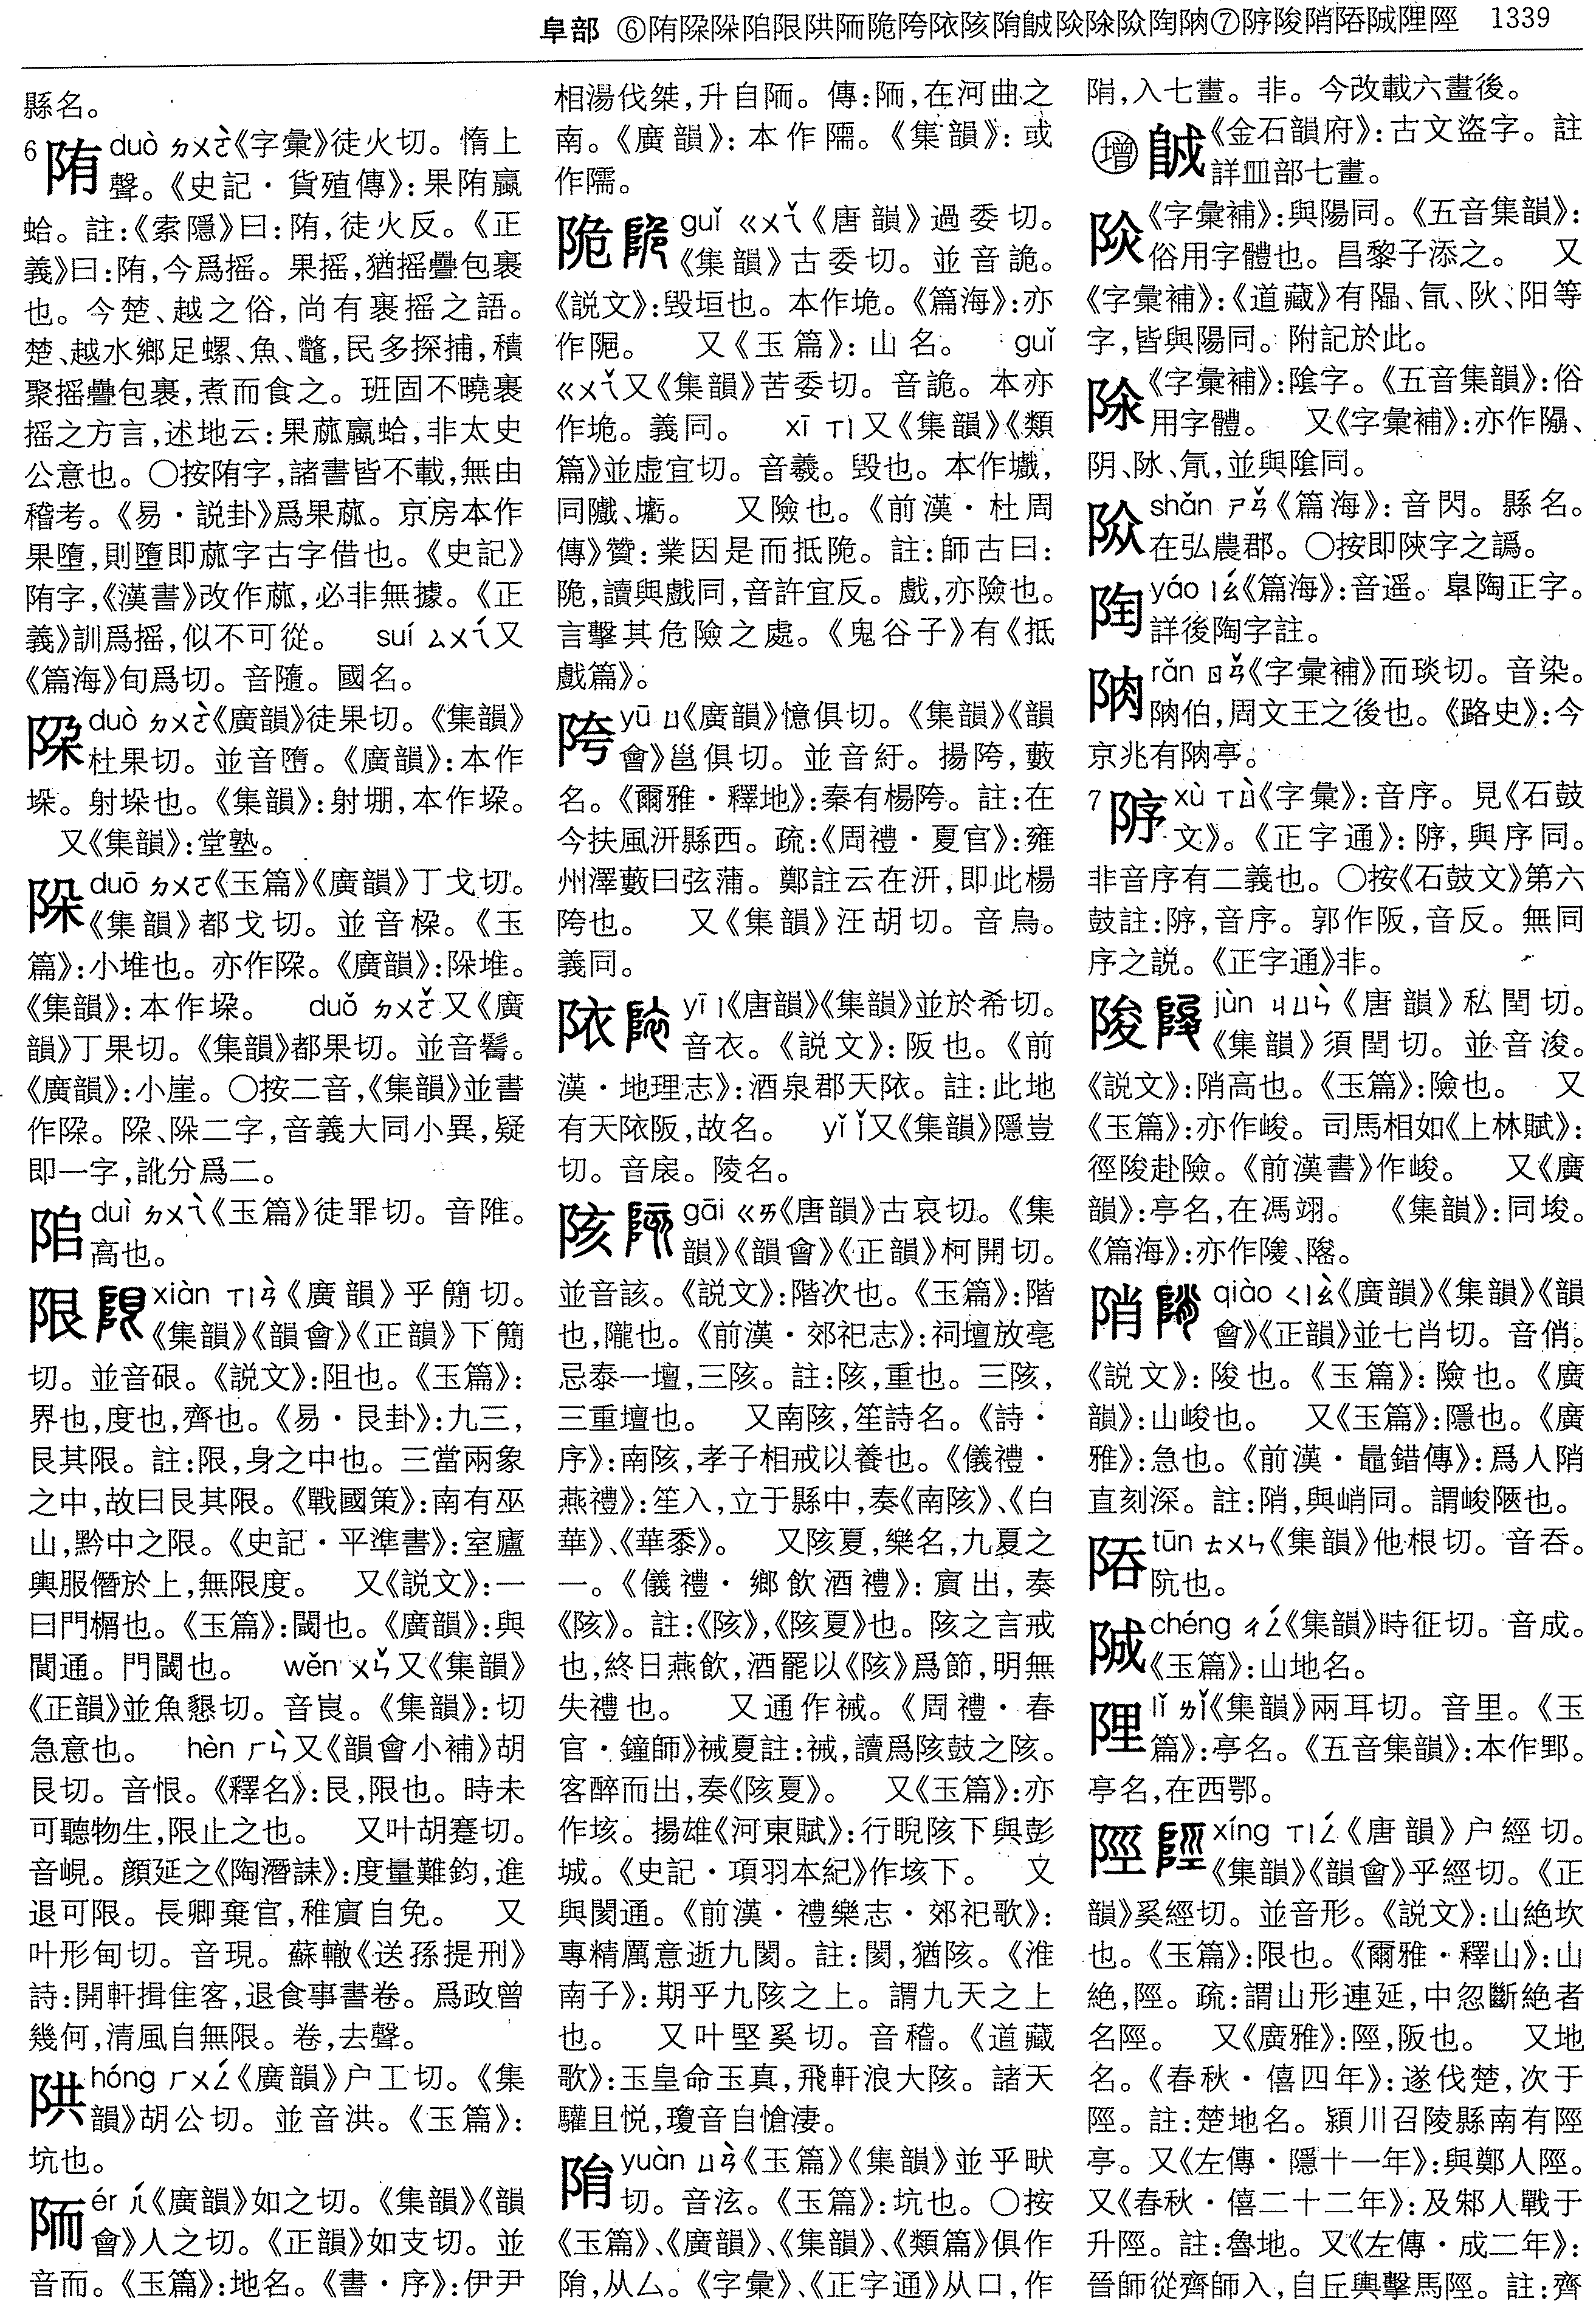 阜部 ⑥陏陊陎𨸬限䧆陑陒䧢陓𨹁陔𨹂陰陶⑦陖陗陙䧕𨺀陘 1339
縣名。
6 陏 duò ㄉㄨㄛˋ《字彙》徒火切。惰上
聲。《史記·貨殖傳》:果陏蠃
蛤。註:《索隱》曰:陏,徒火反。《正
義》曰:陏,今爲摇。果摇,猶摇疊包裹
也。今楚、越之俗,尚有裹摇之語。
楚、越水鄉足螺、魚、鼈,民多探捕,積
聚摇疊包裹,煮而食之。班固不曉裹
摇之方言,述地云:果蓏蠃蛤,非太史
公意也。〇按陏字,諸書皆不載,無由
稽考。《易·説卦》爲果蓏。京房本作
果墮,則墮即蓏字古字借也。《史記》
陏字,《漢書》改作蓏,必非無據。《正
義》訓爲摇,似不可從。 suí ㄙㄨㄟˊ又
《篇海》旬爲切。音隨。國名。
duò ㄉㄨㄛˋ《廣韻》徒果切。《集韻》
杜果切。並音墮。《廣韻》:本作
垜。射垜也。《集韻》:射堋,本作垜。
又《集韻》:堂塾。
duō ㄉㄨㄛ《玉篇》《廣韻》丁戈切。
《集韻》都戈切。並音《玉
篇》:小堆也。亦作《廣韻》:堆。
《集韻》:本作垜。 duǒ ㄉㄨㄛˇ又《廣
韻》丁果切。《集韻》都果切。並音鬌。
《廣韻》:小崖。〇按二音,《集韻》並書
作二字,音義大同小異,疑
即一字,訛分爲二。
duì ㄉㄨㄟˋ《玉篇》徒罪切。音陮。
高也。
限 xiàn ㄒㄧㄢˋ《廣韻》乎簡切。
《集韻》《韻會》《正韻》下簡
切。並音硍。《説文》:阻也。《玉篇》:
界也,度也,齊也。《易·艮卦》:九三,
艮其限。註:限,身之中也。三當兩象
之中,故曰艮其限。《戰國策》:南有巫
山,黔中之限。《史記·平準書》:室廬
輿服僭於上,無限度。 又《説文》:一
曰門榍也。《玉篇》:閾也。《廣韻》:與
閬通。門閾也。 wěn ㄨㄣˇ又《集韻》
《正韻》並魚懇切。音峎。《集韻》:切
急意也。 hèn ㄏㄣˋ又《韻會小補》胡
艮切。音恨。《釋名》:艮,限也。時未
可聽物生,限止之也。 又叶胡蹇切。
音峴。顔延之《陶潛誄》:度量難鈞,進
退可限。長卿棄官,稚賓自免。 又
叶形甸切。音現。蘇轍《送孫提刑》
詩:開軒揖佳客,退食事書卷。爲政曾
幾何,清風自無限。卷,去聲。
hóng ㄏㄨㄥˊ《廣韻》户工切。《集
韻》胡公切。並音洪。《玉篇》:
坑也。
陑 ér ㄦˊ《廣韻》如之切。《集韻》《韻
會》人之切。《正韻》如支切。並
音而。《玉篇》:地名。《書·序》:伊尹
相湯伐桀,升自陑。傳:陑,在河曲之
南。《廣韻》:本作陾。《集韻》:或
作隭。
陒 guǐ ㄍㄨㄟˇ《唐韻》過委切。
《集韻》古委切。並音詭。
《説文》:毁垣也。本作垝。《篇海》:亦
作 又《玉篇》:山名。 guǐ
ㄍㄨㄟˇ又《集韻》苦委切。音詭。本亦
作垝。義同。 xī ㄒㄧ又《集韻》《類
篇》並虚宜切。音羲。毁也。本作㙤,
同 又險也。《前漢·杜周
傳》贊:業因是而抵陒。註:師古曰:
陒,讀與戲同,音許宜反。戲,亦險也。
言擊其危險之處。《鬼谷子》有《抵
戲篇》。
陓 yū ㄩ《廣韻》憶俱切。《集韻》《韻
會》邕俱切。並音紆。揚陓,藪
名。《爾雅·釋地》:秦有楊陓。註:在
今扶風汧縣西。疏:《周禮·夏官》:雍
州澤藪曰弦蒲。鄭註云在汧,即此楊
陓也。 又《集韻》汪胡切。音烏。
義同。
yī ㄧ《唐韻》《集韻》並於希切。
音衣。《説文》:阪也。《前
漢·地理志》:酒泉郡天䧇。註:此地
有天䧇阪,故名。 yǐ ㄧˇ又《集韻》隱豈
切。音扆。陵名。
陔 gāi ㄍㄞ《唐韻》古哀切。《集
韻》《韻會》《正韻》柯開切。
並音該。《説文》:階次也。《玉篇》:階
也,隴也。《前漢·郊祀志》:祠壇放亳
忌泰一壇,三陔。註:陔,重也。三陔,
三重壇也。 又南陔,笙詩名。《詩·
序》:南陔,孝子相戒以養也。《儀禮·
燕禮》:笙入,立于縣中,奏《南陔》、《白
華》、《華黍》。 又陔夏,樂名,九夏之
一。《儀禮·鄉飲酒禮》:賓出,奏
《陔》。註:《陔》,《陔夏》也。陔之言戒
也,終日燕飲,酒罷以《陔》爲節,明無
失禮也。 又通作祴。《周禮·春
官·鐘師》祴夏註:祴,讀爲陔鼓之陔。
客醉而出,奏《陔夏》。 又《玉篇》:亦
作垓。揚雄《河東賦》:行睨陔下與彭
城。《史記·項羽本紀》作垓下。 又
與閡通。《前漢·禮樂志·郊祀歌》:
專精厲意逝九閡。註:閡,猶陔。《淮
南子》:期乎九陔之上。謂九天之上
也。 又叶堅奚切。音稽。《道藏
歌》:玉皇命玉真,飛軒浪大陔。諸天
驩且悦,瓊音自愴淒。
yuàn ㄩㄢˋ《玉篇》《集韻》並乎畎
切。音泫。《玉篇》:坑也。〇按
《玉篇》、《廣韻》、《集韻》、《類篇》俱作
从厶。《字彙》、《正字通》从口,作
入七畫。非。今改載六畫後。
增 《金石韻府》:古文盗字。註
詳皿部七畫。
《字彙補》:與陽同。《五音集韻》:
俗用字體也。昌黎子添之。 又
《字彙補》:《道藏》有阳等
字,皆與陽同。附記於此。
《字彙補》:陰字。《五音集韻》:俗
用字體。 又《字彙補》:亦作
阴、並與陰同。
shǎn ㄕㄢˇ《篇海》:音閃。縣名。
在弘農郡。〇按即陝字之譌。
yáo ㄧㄠˊ《篇海》:音遥。臯陶正字。
詳後陶字註。
rǎn ㄖㄢˇ《字彙補》而琰切。音染。
伯,周文王之後也。《路史》:今
京兆有亭。
7 xù ㄒㄩˋ《字彙》:音序。見《石鼓
文》。《正字通》:與序同。
非音序有二義也。〇按《石鼓文》第六
鼓註:音序。郭作阪,音反。無同
序之説。《正字通》非。
陖 jùn ㄐㄩㄣˋ《唐韻》私閏切。
《集韻》須閏切。並音浚。
《説文》:陗高也。《玉篇》:險也。 又
《玉篇》:亦作峻。司馬相如《上林賦》:
徑陖赴險。《前漢書》作峻。 又《廣
韻》:亭名,在馮翊。 《集韻》:同埈。
《篇海》:亦作
陗 qiào ㄑㄧㄠˋ《廣韻》《集韻》《韻
會》《正韻》並七肖切。音俏。
《説文》:陖也。《玉篇》:險也。《廣
韻》:山峻也。 又《玉篇》:隱也。《廣
雅》:急也。《前漢·鼂錯傳》:爲人陗
直刻深。註:陗,與峭同。謂峻陿也。
tūn ㄊㄨㄣ《集韻》他根切。音吞。
阬也。
chéng ㄔㄥˊ《集韻》時征切。音成。
《玉篇》:山地名。
lǐ ㄌㄧˇ《集韻》兩耳切。音里。《玉
篇》:亭名。《五音集韻》:本作郢。
亭名,在西鄂。
陘 xíng ㄒㄧㄥˊ《唐韻》户經切。
《集韻》《韻會》乎經切。《正
韻》奚經切。並音形。《説文》:山絶坎
也。《玉篇》:限也。《爾雅·釋山》:山
絶,陘。疏:謂山形連延,中忽斷絶者
名陘。 又《廣雅》:陘,阪也。 又地
名。《春秋·僖四年》:遂伐楚,次于
陘。註:楚地名。潁川召陵縣南有陘
亭。又《左傳·隱十一年》:與鄭人陘。
又《春秋·僖二十二年》:及邾人戰于
升陘。註:魯地。又《左傳·成二年》:
晉師從齊師入,自丘輿擊馬陘。註:齊